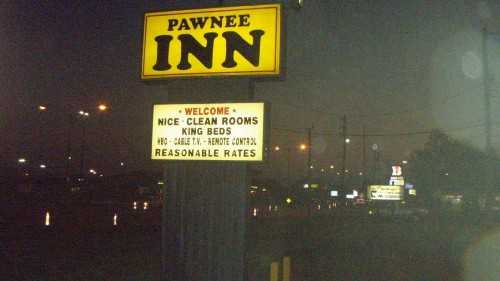 PAWNEE
INN
• WELCOME •
NICE - CLEAN ROOMS
KING BEDS
HBO - CABLE T.V. - REMOTE CONTROL
REASONABLE RATES
B